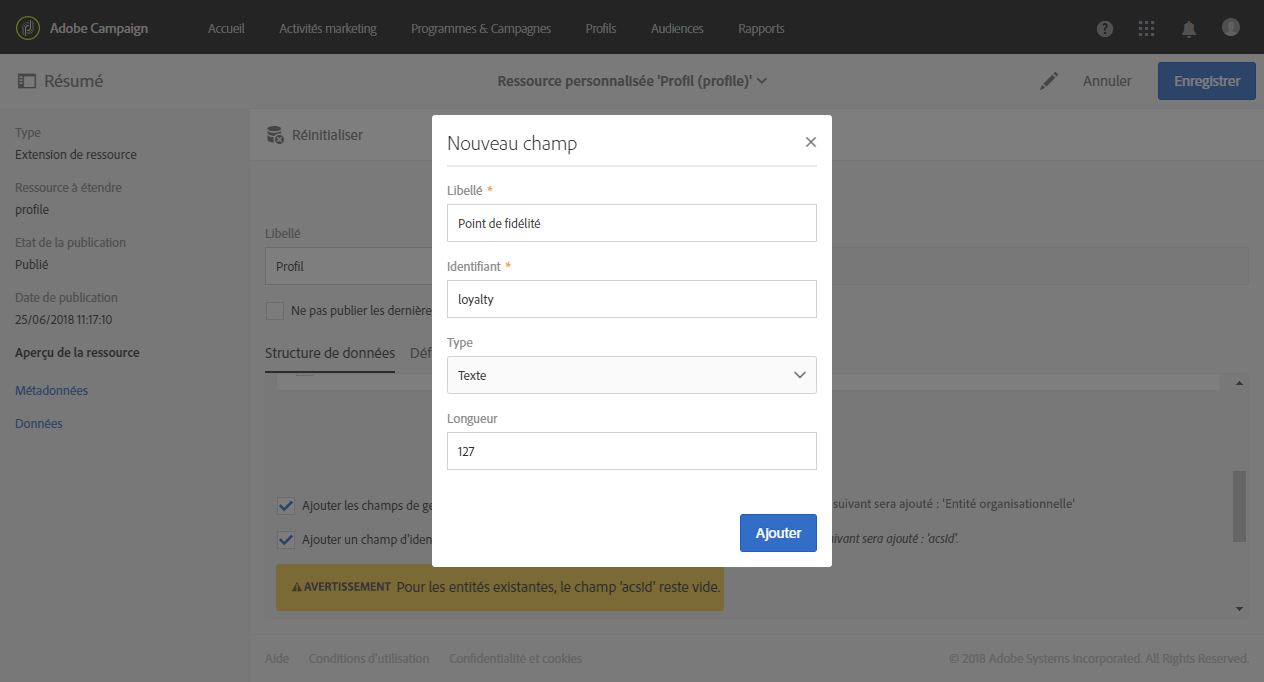 Adobe Campaign
Accueil
Activités marketing
Programmes & Campagnes
Profils
Audiences
Rapports
Résumé
Ressource personnalisée 'Profil (profile)'
Annuler
Enregistrer
Type
Extension de ressource
Ressource à étendre
profile
Etat de la publication
Publié
Date de publication
25/06/2018 11:17:10
Aperçu de la ressource
Métadonnées
Données
Réinitialiser
Libellé
Profil
Ne pas publier les dernière
Structure de données
Déf
Nouveau champ
Libellé *
Point de fidélité
Identifiant *
loyalty
Type
Texte
Longueur
127
Ajouter
Ajouter les champs de ge
suivant sera ajouté : 'Entité organisationnelle'
Ajouter un champ d'iden
ivant sera ajouté : 'acsId'.
AVERTISSEMENT Pour les entités existantes, le champ 'acsId' reste vide.
Aide
Conditions d'utilisation
Confidentialité et cookies
© 2018 Adobe Systems Incorporated. All Rights Reserved.